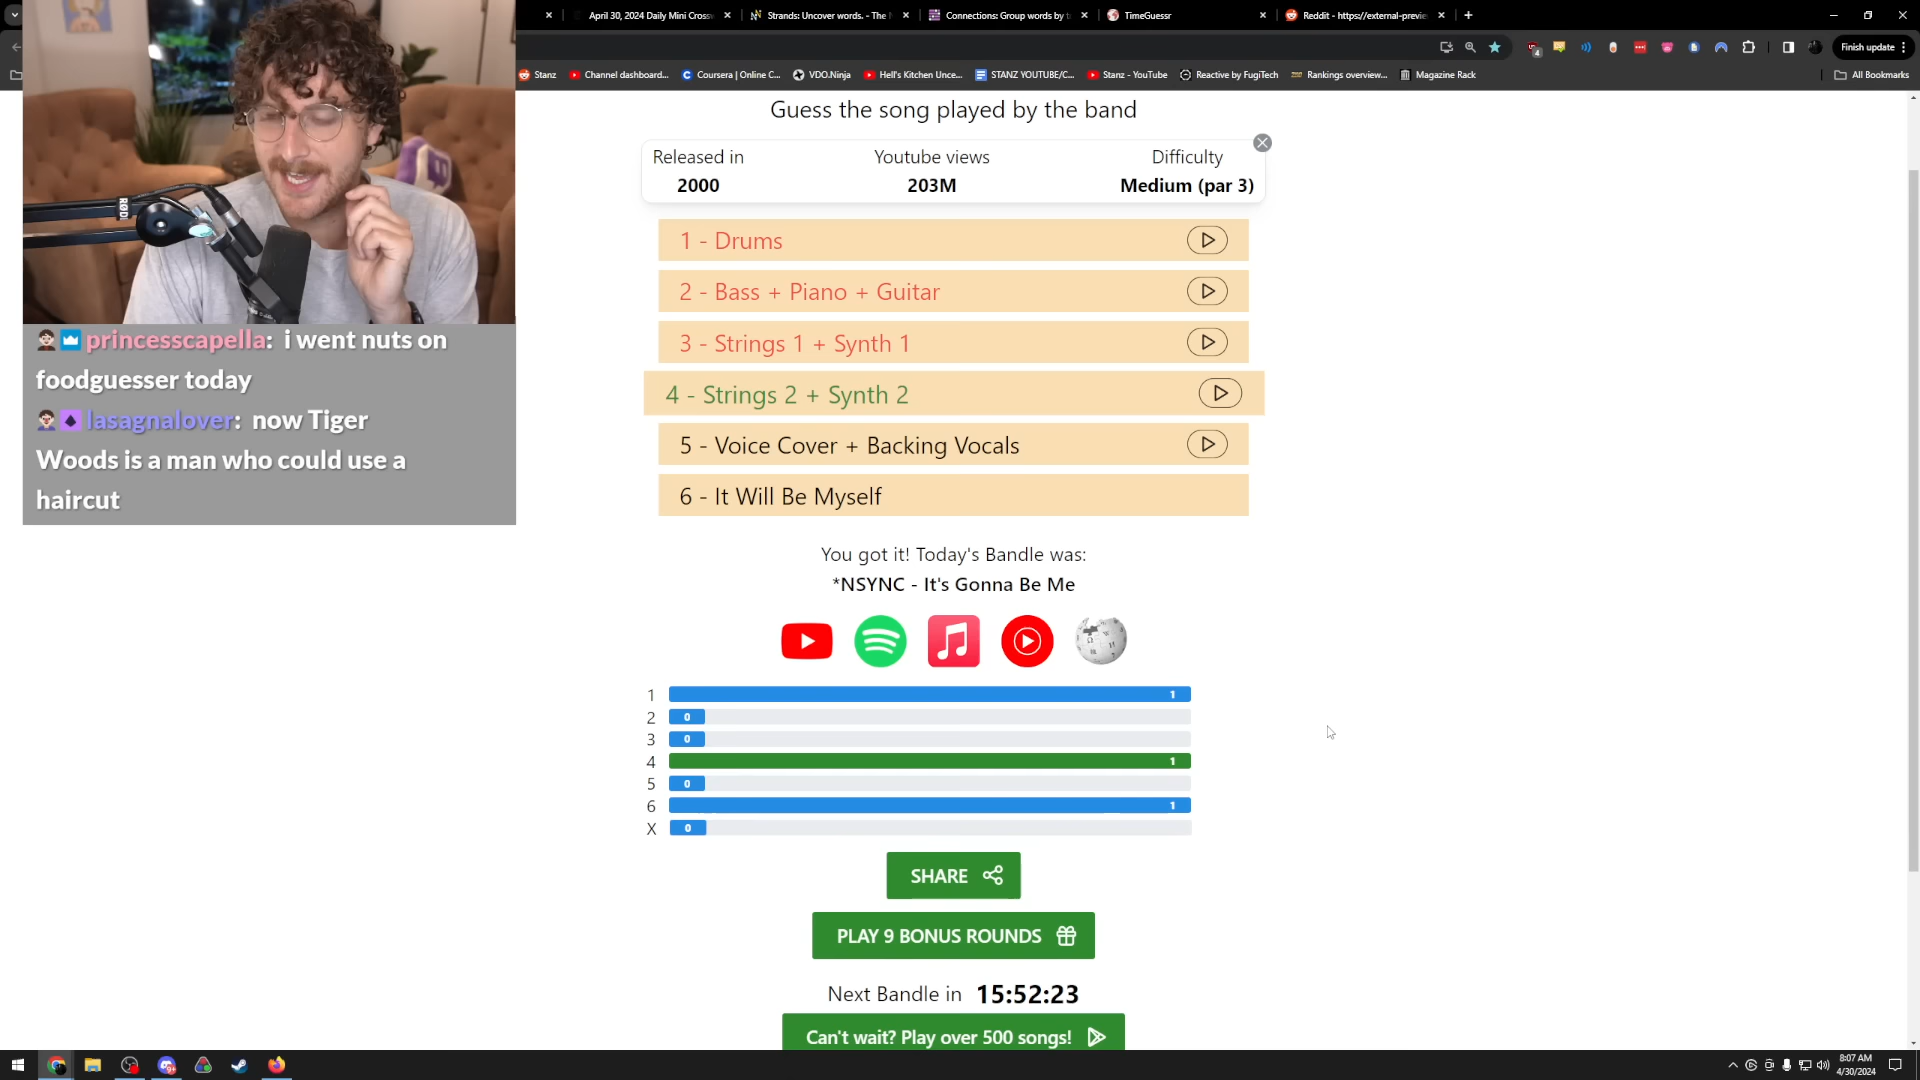 April 30, 2024 Daily Mini Crossw
Strands: Uncover words. - The N
Connections: Group words by t
TimeGuessr
Reddit - https://external-previe
Finish update
Stanz
Channel dashboard...
Coursera | Online C...
VDO.Ninja
Hell's Kitchen Unce...
STANZ YOUTUBE/C...
Stanz - YouTube
Reactive by FugiTech
Rankings overview...
Magazine Rack
All Bookmarks
Guess the song played by the band
Released in
2000
Youtube views
203M
Difficulty
Medium (par 3)
1 - Drums
2 - Bass + Piano + Guitar
3 - Strings 1 + Synth 1
4 - Strings 2 + Synth 2
5 - Voice Cover + Backing Vocals
6 - It Will Be Myself
RØDE
princesscapella: i went nuts on
foodguesser today
lasagnalover: now Tiger
Woods is a man who could use a
haircut
You got it! Today's Bandle was:
*NSYNC - It's Gonna Be Me
1 1
2 0
3 0
4 1
5 0
6 1
X 0
SHARE
PLAY 9 BONUS ROUNDS
Next Bandle in 15:52:23
Can't wait? Play over 500 songs!
8:07 AM
4/30/2024